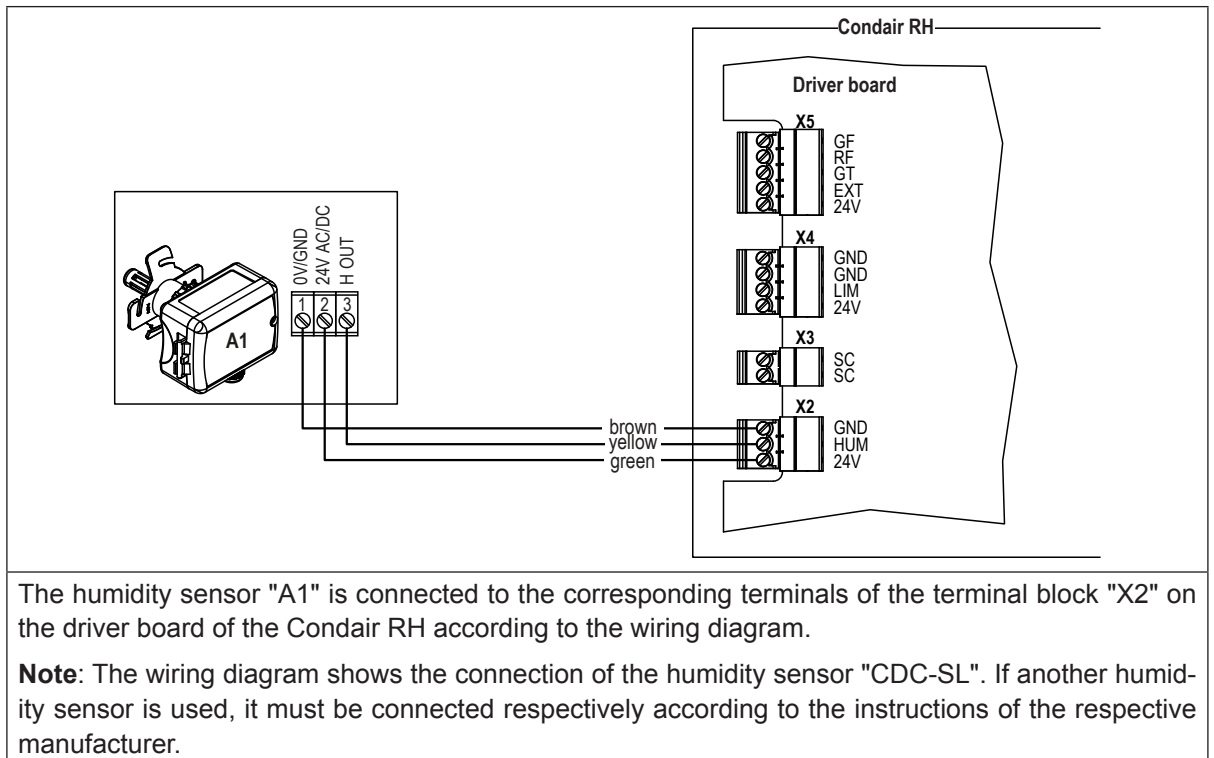 Condair RH
Driver board
X5
GF
RF
GT
EXT
24V
X4
GND
GND
LIM
24V
X3
SC
SC
X2
GND
HUM
24V
0V/GND
24V AC/DC
H OUT
1 2 3
A1
brown
yellow
green
The humidity sensor "A1" is connected to the corresponding terminals of the terminal block "X2" on
the driver board of the Condair RH according to the wiring diagram.
Note: The wiring diagram shows the connection of the humidity sensor "CDC-SL". If another humid-
ity sensor is used, it must be connected respectively according to the instructions of the respective
manufacturer.